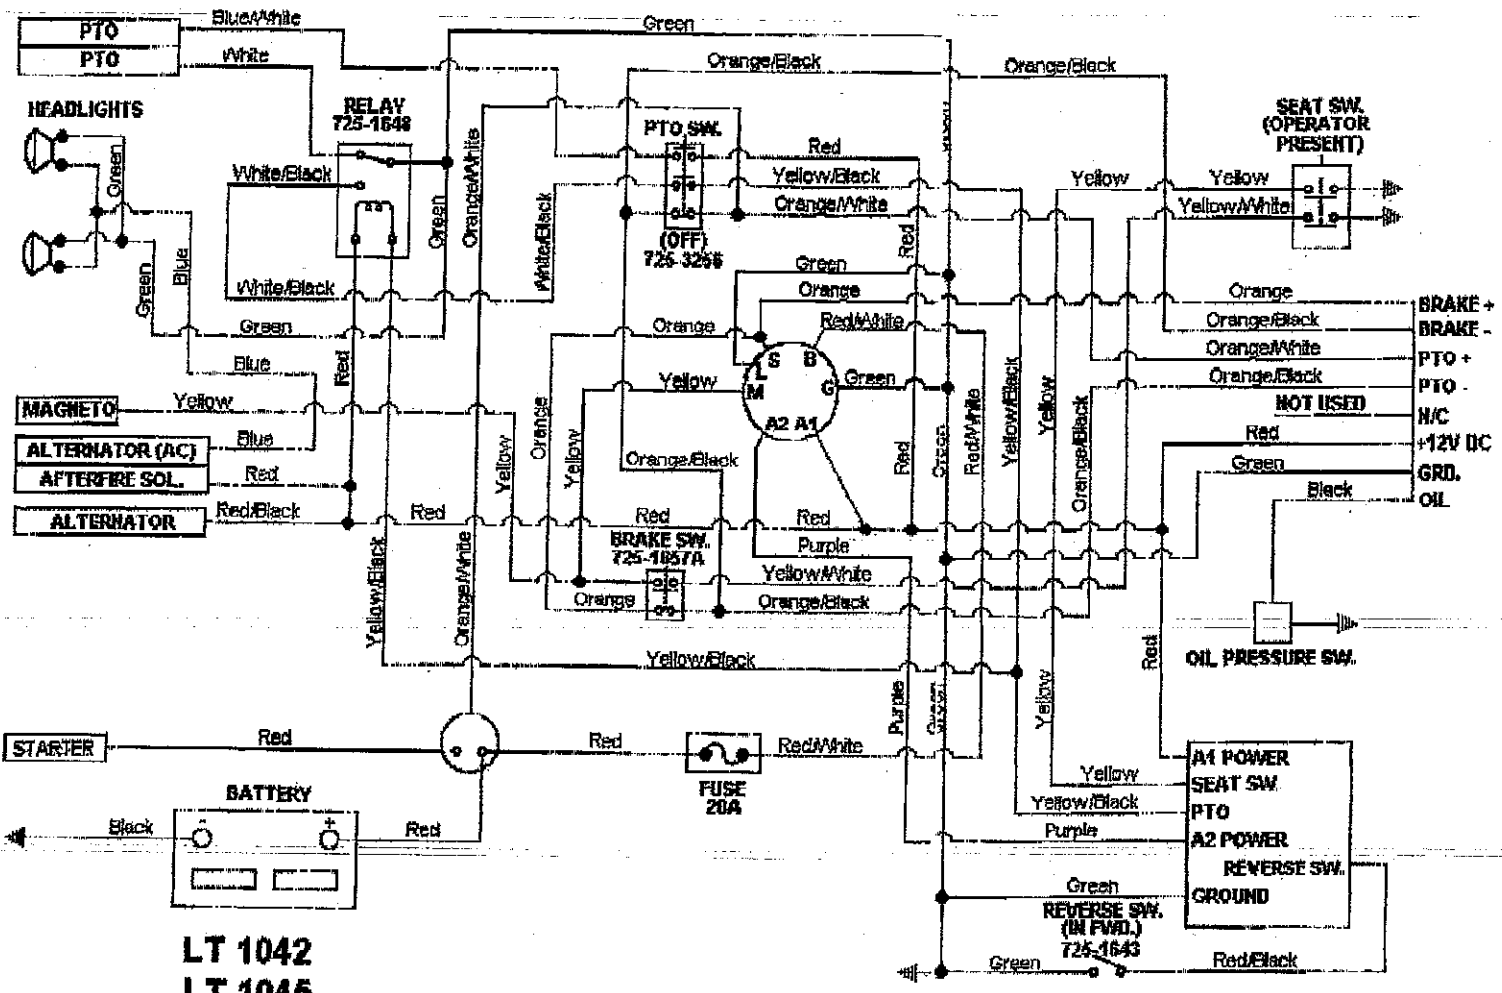 PTO
Blue/White
Green
PTO
White
Orange/Black
Orange/Black
HEADLIGHTS
RELAY
725-1648
PTO SW.
SEAT SW.
(OPERATOR
PRESENT)
Green
White/Black
Orange/White
Red
Yellow/Black
Orange/White
Yellow
Yellow
Yellow/White
Green
Blue
Green
White/Black
(OFF)
725-3256
Red
White/Black
Green
Orange
Orange
BRAKE +
Green
Orange
Red/White
Orange/Black
BRAKE -
Blue
Red
Orange/White
PTO +
Yellow
S
B
L
M
G
Green
Orange/Black
PTO -
MAGNETO
Yellow
A2 A1
NOT USED
N/C
ALTERNATOR (AC)
Blue
Orange
Yellow
Yellow
Orange/Black
Red
Green
Red/White
Yellow/Black
Yellow
Orange/Black
Red
+12V DC
AFTERFIRE SOL.
Red
Green
GRD.
Black
OIL
ALTERNATOR
Red/Black
Red
Red
Red
BRAKE SW.
725-1657A
Purple
Yellow/Black
Orange/White
Yellow/White
Orange
Orange/Black
Yellow/Black
Red
OIL PRESSURE SW.
Purple
Green
Yellow
STARTER
Red
Red
Red/White
FUSE
20A
A1 POWER
Yellow
SEAT SW.
BATTERY
Yellow/Black
PTO
Black
-
+
Red
Purple
A2 POWER
REVERSE SW.
Green
GROUND
REVERSE SW.
(IN FWD.)
725-1643
Green
Red/Black
LT 1042
LT 1045